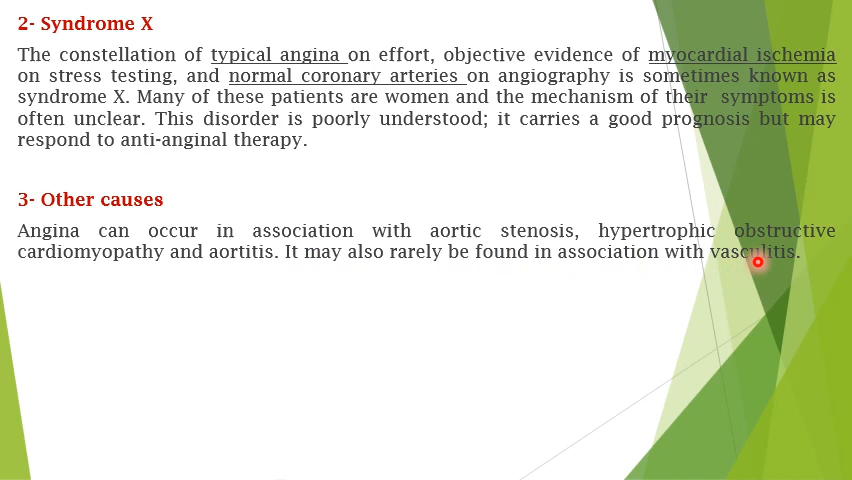 2- Syndrome X
The constellation of typical angina on effort, objective evidence of myocardial ischemia
on stress testing, and normal coronary arteries on angiography is sometimes known as
syndrome X. Many of these patients are women and the mechanism of their symptoms is
often unclear. This disorder is poorly understood; it carries a good prognosis but may
respond to anti-anginal therapy.
3- Other causes
Angina can occur in association with aortic stenosis, hypertrophic obstructive
cardiomyopathy and aortitis. It may also rarely be found in association with vasculitis.